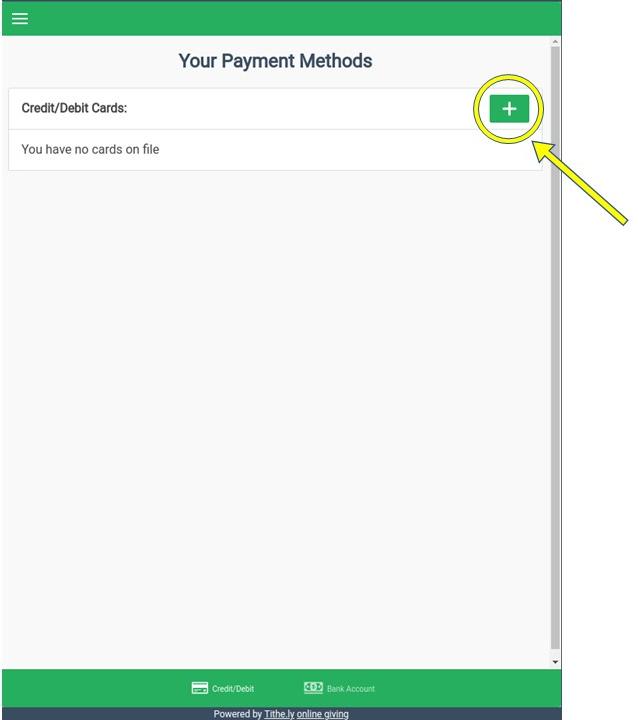 Your Payment Methods
Credit/Debit Cards:
You have no cards on file
Credit/Debit
Bank Account
Powered by Tithe.ly online giving